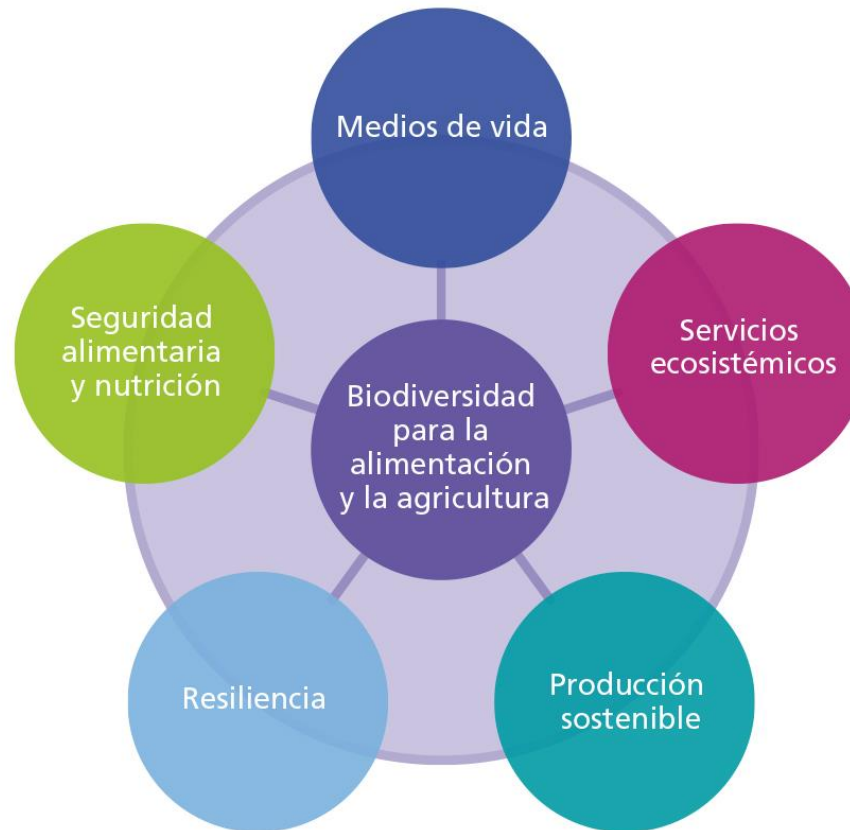 Medios de vida
Servicios
ecosistémicos
Producción
sostenible
Resiliencia
Seguridad
alimentaria
y nutrición
Biodiversidad
para la
alimentación
y la agricultura